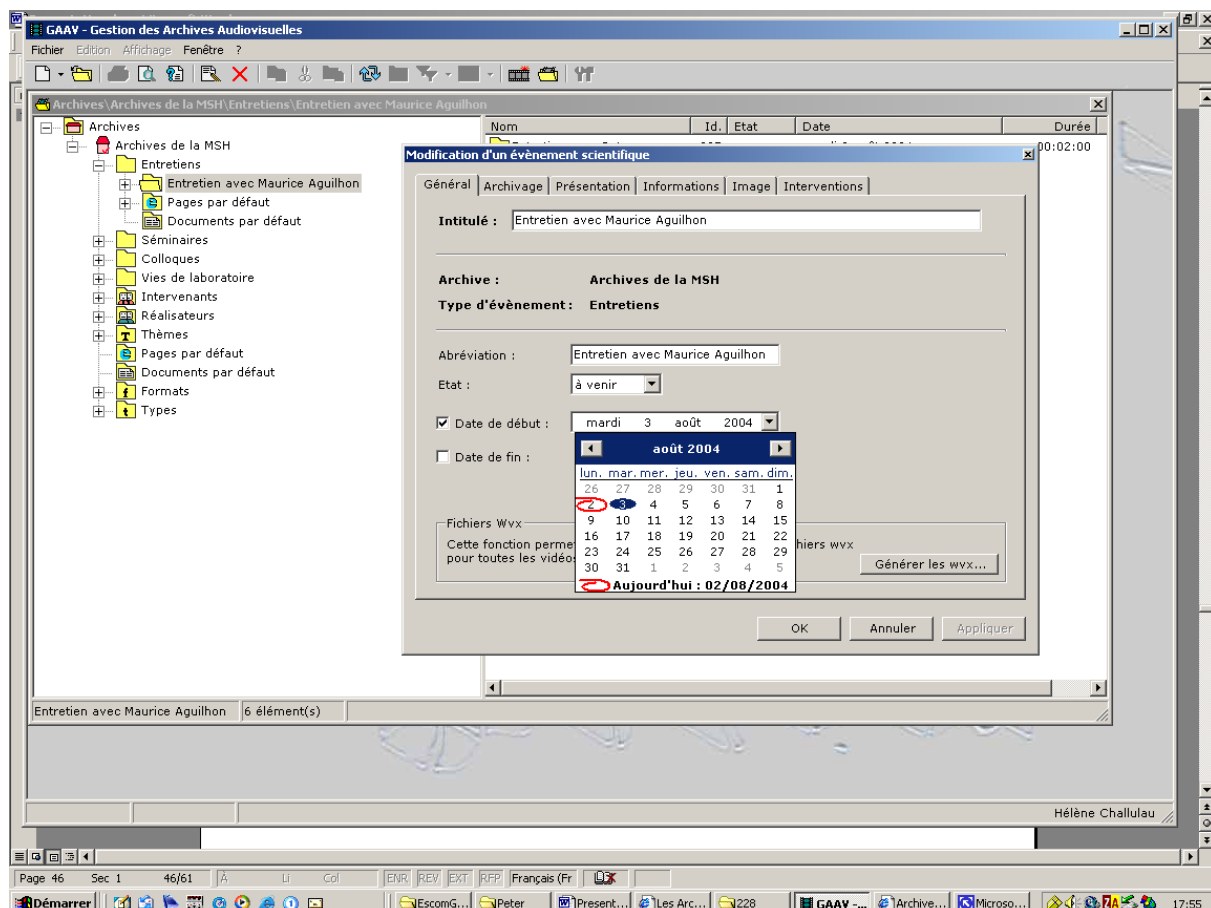 GAAV - Gestion des Archives Audiovisuelles
Fichier Edition Affichage Fenêtre ?
Archives\Archives de la MSH\Entretiens\Entretien avec Maurice Aguilhon
Archives
Archives de la MSH
Entretiens
Entretien avec Maurice Aguilhon
Pages par défaut
Documents par défaut
Séminaires
Colloques
Vies de laboratoire
Intervenants
Réalisateurs
Thèmes
Pages par défaut
Documents par défaut
Formats
Types
Nom Id. Etat Date Durée
00:02:00
Modification d'un évènement scientifique
Général Archivage Présentation Informations Image Interventions
Intitulé : Entretien avec Maurice Aguilhon
Archive : Archives de la MSH
Type d'évènement : Entretiens
Abréviation : Entretien avec Maurice Aguilhon
Etat : à venir
Date de début : mardi 3 août 2004
Date de fin :
août 2004
lun. mar. mer. jeu. ven. sam. dim.
26 27 28 29 30 31 1
2 3 4 5 6 7 8
9 10 11 12 13 14 15
16 17 18 19 20 21 22
23 24 25 26 27 28 29
30 31 1 2 3 4 5
Aujourd'hui : 02/08/2004
Fichiers Wvx
Cette fonction
hiers wvx
pour toutes les
Générer les wvx...
OK Annuler Appliquer
Entretien avec Maurice Aguilhon 6 élément(s)
Hélène Challulau
Page 46 Sec 1 46/61 À Li Col ENR REV EXT RFP Français (Fr
Démarrer EscomG... Peter Present... Les Arc... 228 GAAV -... Archive... Microso... 17:55